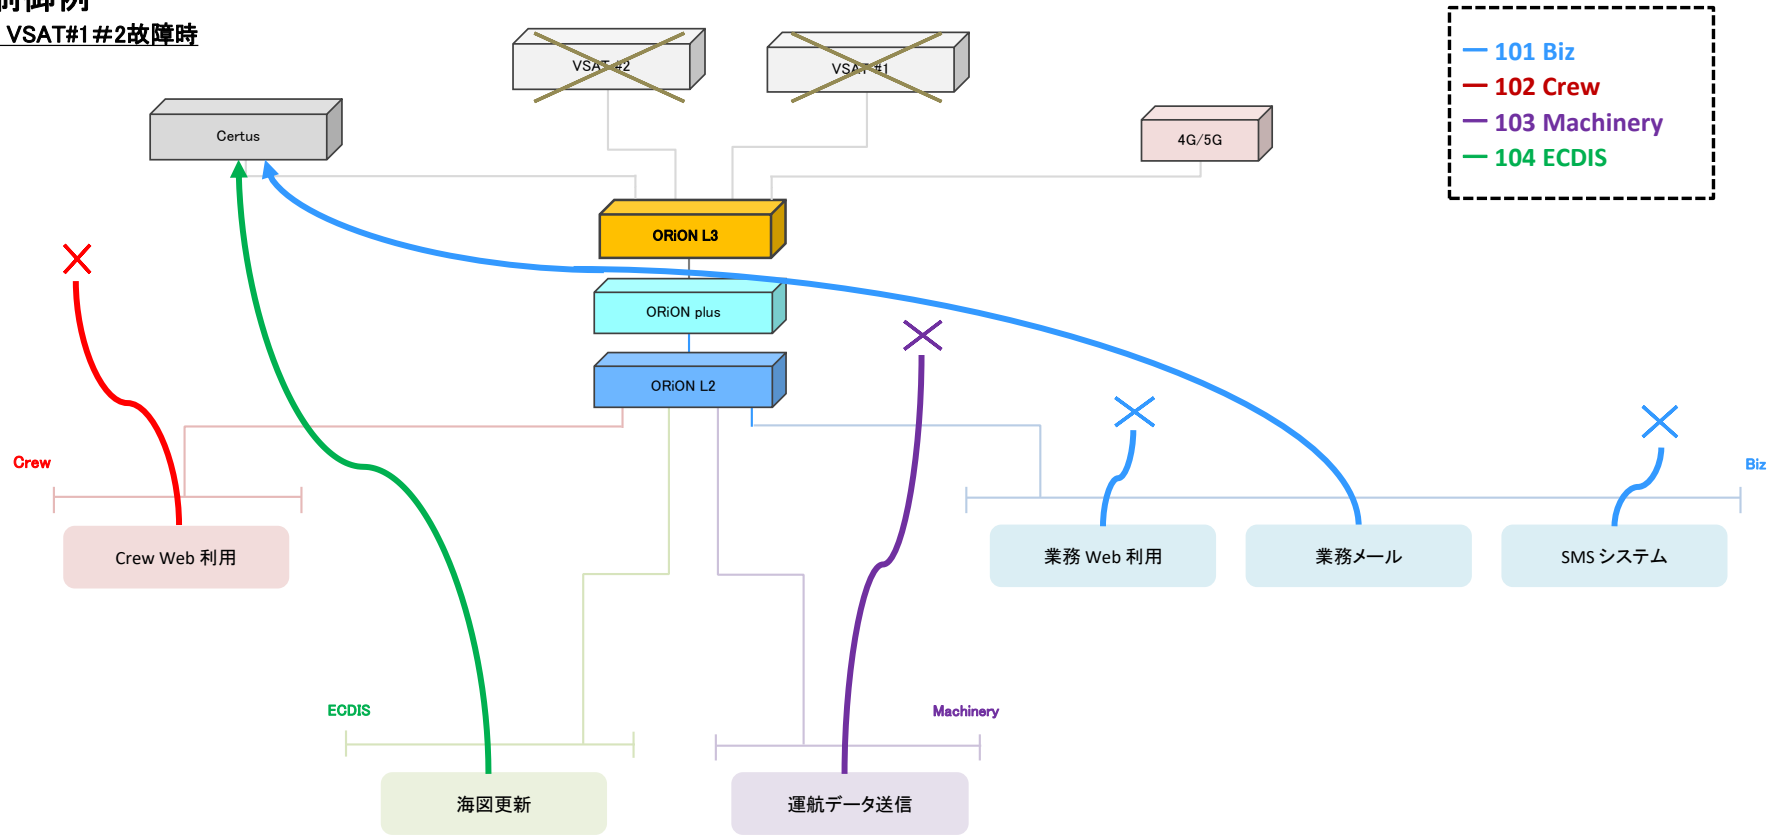 制御例
VSAT#1#2故障時
VSAT #2
VSAT #1
101 Biz
102 Crew
103 Machinery
104 ECDIS
Certus
4G/5G
ORiON L3
ORiON plus
ORiON L2
Crew
Biz
Crew Web 利用
業務 Web 利用
業務メール
SMS システム
ECDIS
Machinery
海図更新
運航データ送信